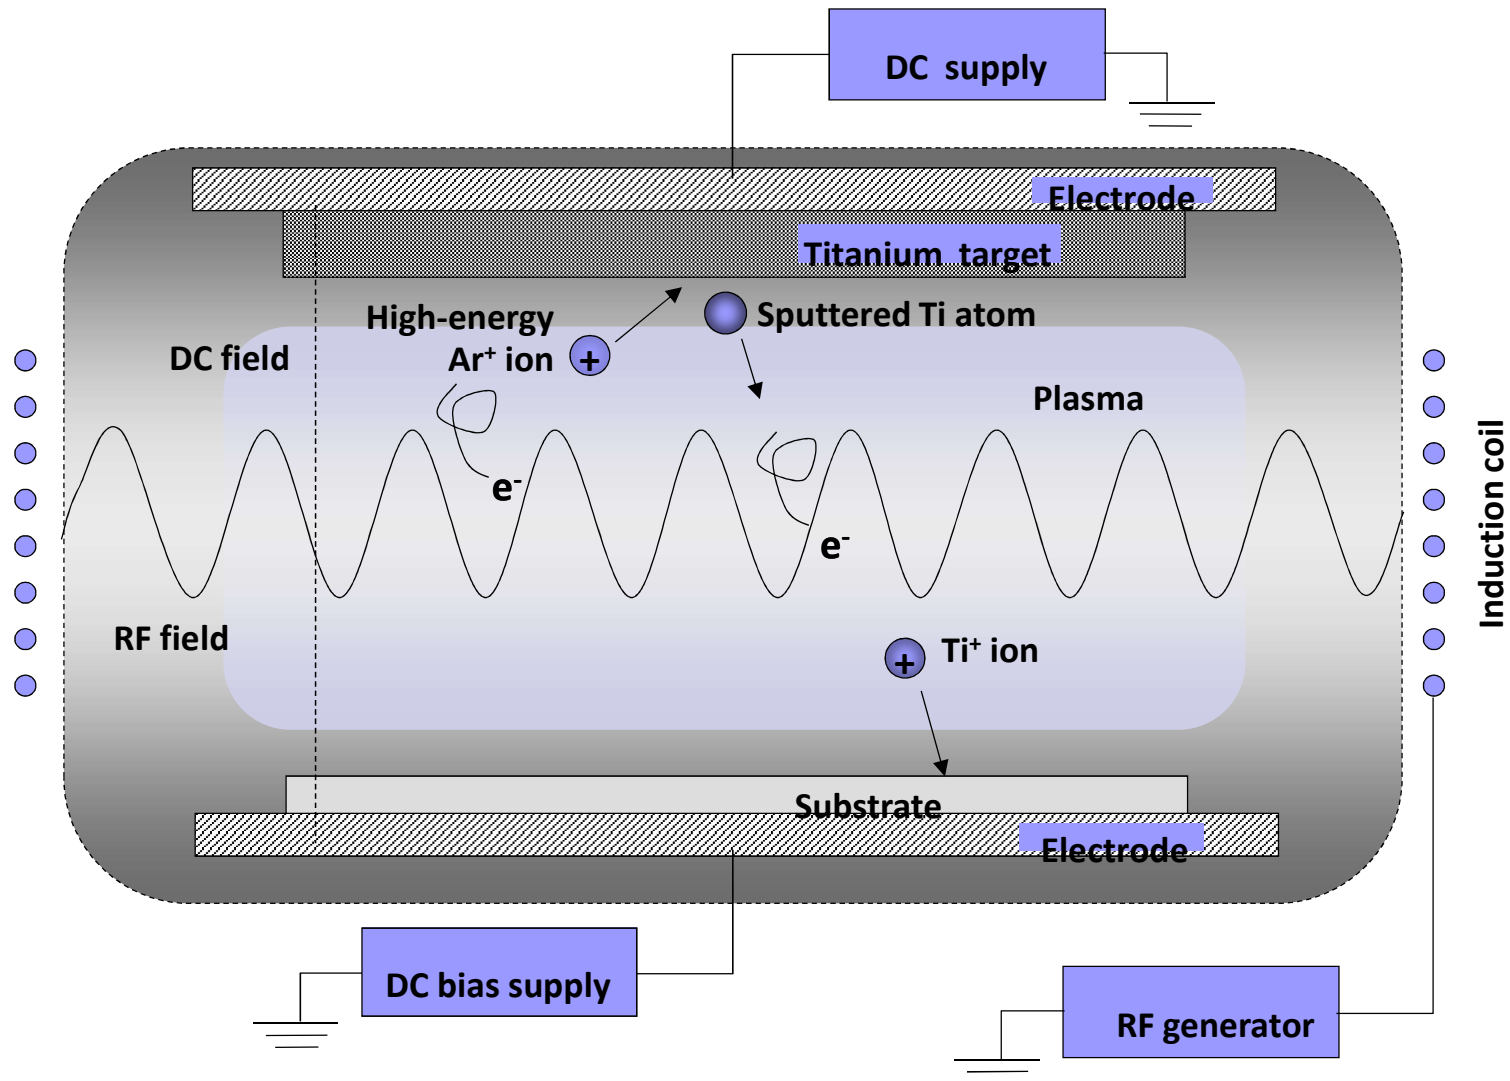 DC supply
Electrode
Titanium target
High-energy
Ar⁺ ion
+
Sputtered Ti atom
DC field
Plasma
e⁻
e⁻
Induction coil
RF field
+
Ti⁺ ion
Substrate
Electrode
DC bias supply
RF generator